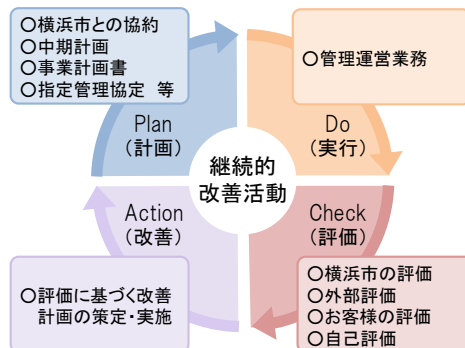 ○横浜市との協約
○中期計画
○事業計画書
○指定管理協定 等
○管理運営業務
Plan
(計画)
Do
(実行)
継続的
改善活動
Action
(改善)
Check
(評価)
○評価に基づく改善
計画の策定・実施
○横浜市の評価
○外部評価
○お客様の評価
○自己評価